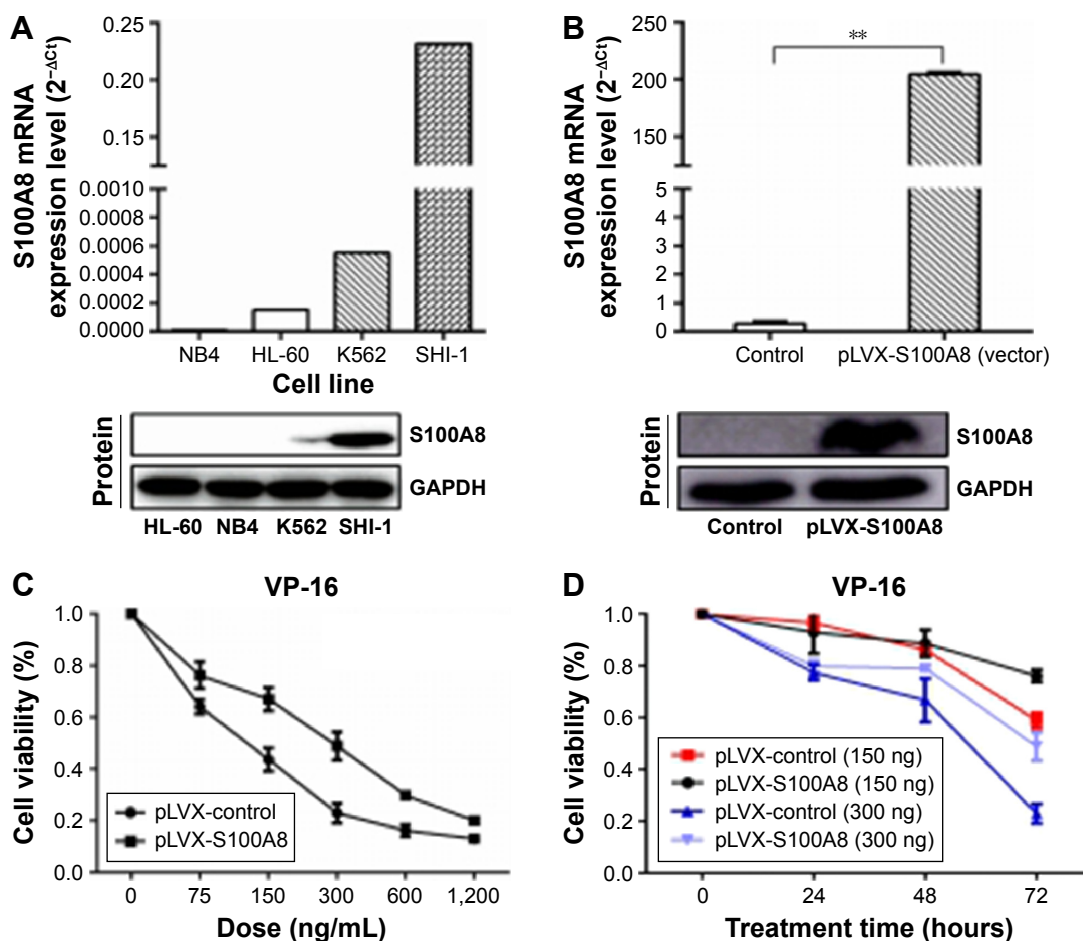 A
S100A8 mRNA
expression level (2−ΔCt)
0.25
0.20
0.15
0.0010
0.0008
0.0006
0.0004
0.0002
0.0000
NB4 HL-60 K562 SHI-1
Cell line
Protein
S100A8
GAPDH
HL-60 NB4 K562 SHI-1
B
S100A8 mRNA
expression level (2−ΔCt)
**
250
200
150
5
4
3
2
1
0
Control pLVX-S100A8 (vector)
Protein
S100A8
GAPDH
Control pLVX-S100A8
C
VP-16
Cell viability (%)
1.0
0.8
0.6
0.4
0.2
0.0
pLVX-control
pLVX-S100A8
0 75 150 300 600 1,200
Dose (ng/mL)
D
VP-16
Cell viability (%)
1.0
0.8
0.6
0.4
0.2
0.0
pLVX-control (150 ng)
pLVX-S100A8 (150 ng)
pLVX-control (300 ng)
pLVX-S100A8 (300 ng)
0 24 48 72
Treatment time (hours)